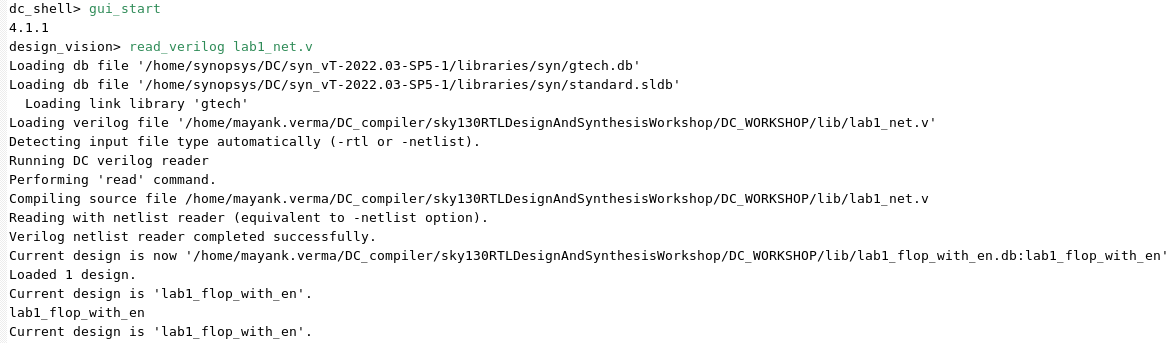 dc_shell> gui_start
4.1.1
design_vision> read_verilog lab1_net.v
Loading db file '/home/synopsys/DC/syn_vT-2022.03-SP5-1/libraries/syn/gtech.db'
Loading db file '/home/synopsys/DC/syn_vT-2022.03-SP5-1/libraries/syn/standard.sldb'
  Loading link library 'gtech'
Loading verilog file '/home/mayank.verma/DC_compiler/sky130RTLDesignAndSynthesisWorkshop/DC_WORKSHOP/lib/lab1_net.v'
Detecting input file type automatically (-rtl or -netlist).
Running DC verilog reader
Performing 'read' command.
Compiling source file /home/mayank.verma/DC_compiler/sky130RTLDesignAndSynthesisWorkshop/DC_WORKSHOP/lib/lab1_net.v
Reading with netlist reader (equivalent to -netlist option).
Verilog netlist reader completed successfully.
Current design is now '/home/mayank.verma/DC_compiler/sky130RTLDesignAndSynthesisWorkshop/DC_WORKSHOP/lib/lab1_flop_with_en.db:lab1_flop_with_en'
Loaded 1 design.
Current design is 'lab1_flop_with_en'.
lab1_flop_with_en
Current design is 'lab1_flop_with_en'.